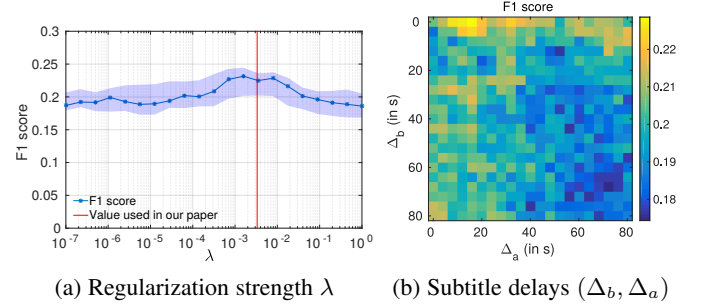 0.3
0.25
0.2
0.15
0.1
0.05
0
F1 score
F1 score
Value used in our paper
10^-7 10^-6 10^-5 10^-4 10^-3 10^-2 10^-1 10^0
λ
(a) Regularization strength λ
F1 score
0
20
40
60
80
Δ_b (in s)
0 20 40 60 80
Δ_a (in s)
0.22
0.21
0.2
0.19
0.18
(b) Subtitle delays (Δ_b, Δ_a)